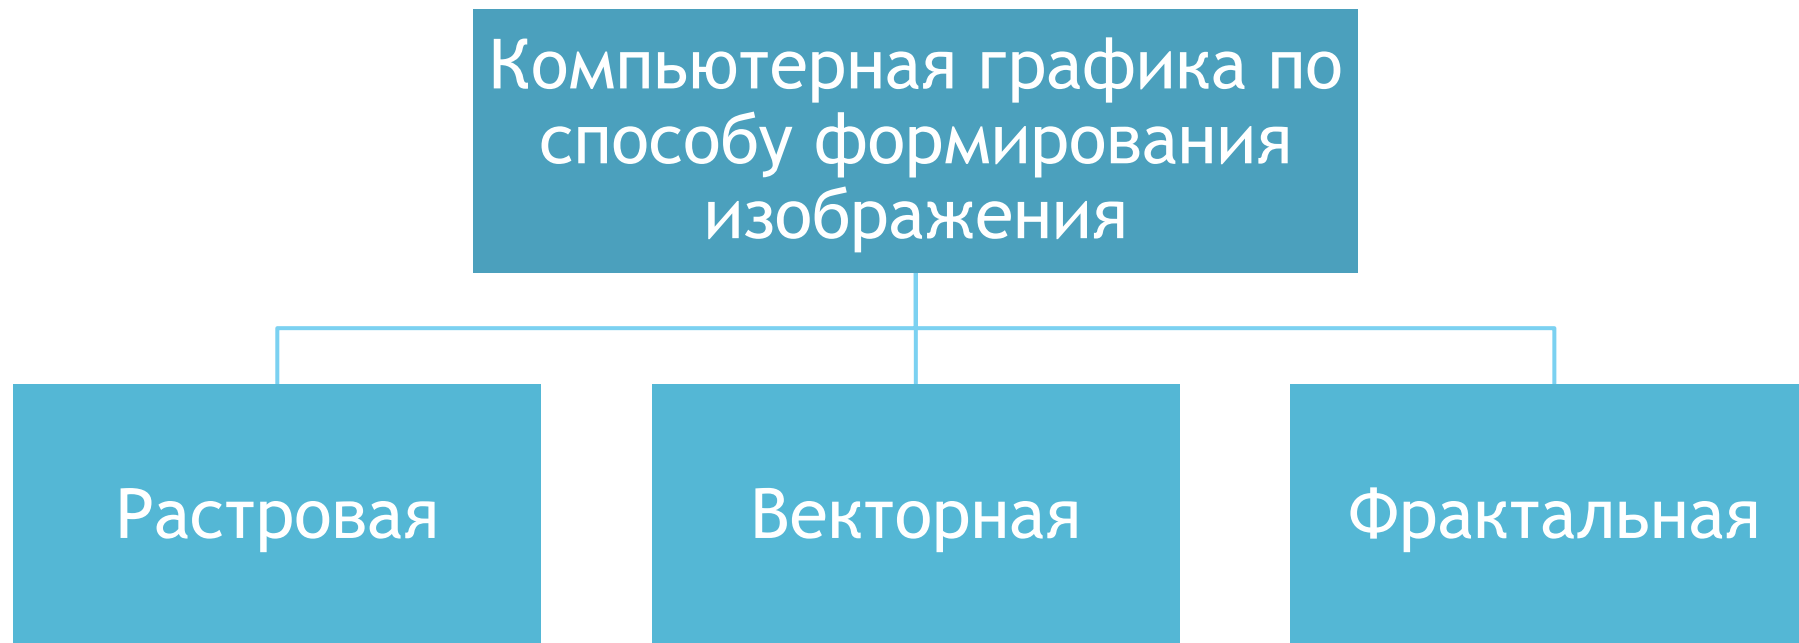 Компьютерная графика по
способу формирования
изображения
Растровая
Векторная
Фрактальная